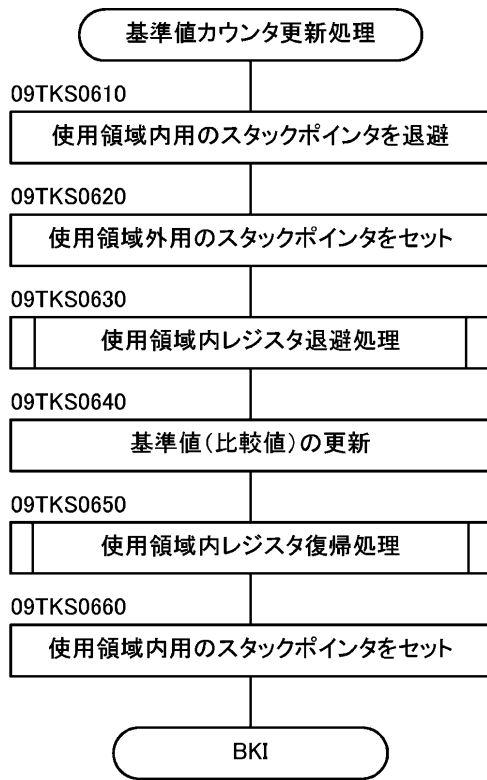 基準値カウンタ更新処理
09TKS0610
使用領域内用のスタックポインタを退避
09TKS0620
使用領域外用のスタックポインタをセット
09TKS0630
使用領域内レジスタ退避処理
09TKS0640
基準値(比較値)の更新
09TKS0650
使用領域内レジスタ復帰処理
09TKS0660
使用領域内用のスタックポインタをセット
BKI